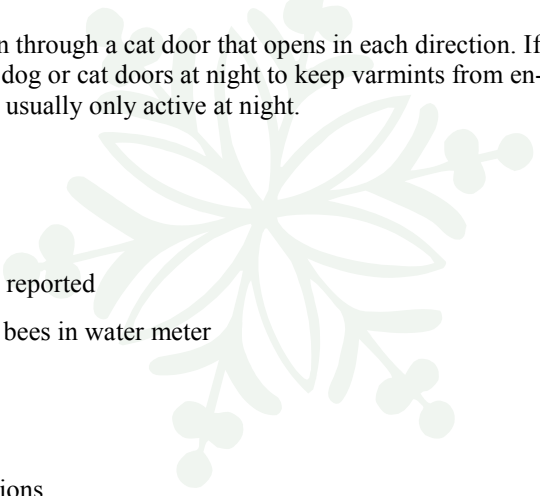 n through a cat door that opens in each direction. If
dog or cat doors at night to keep varmints from en-
usually only active at night.
reported
bees in water meter
ions